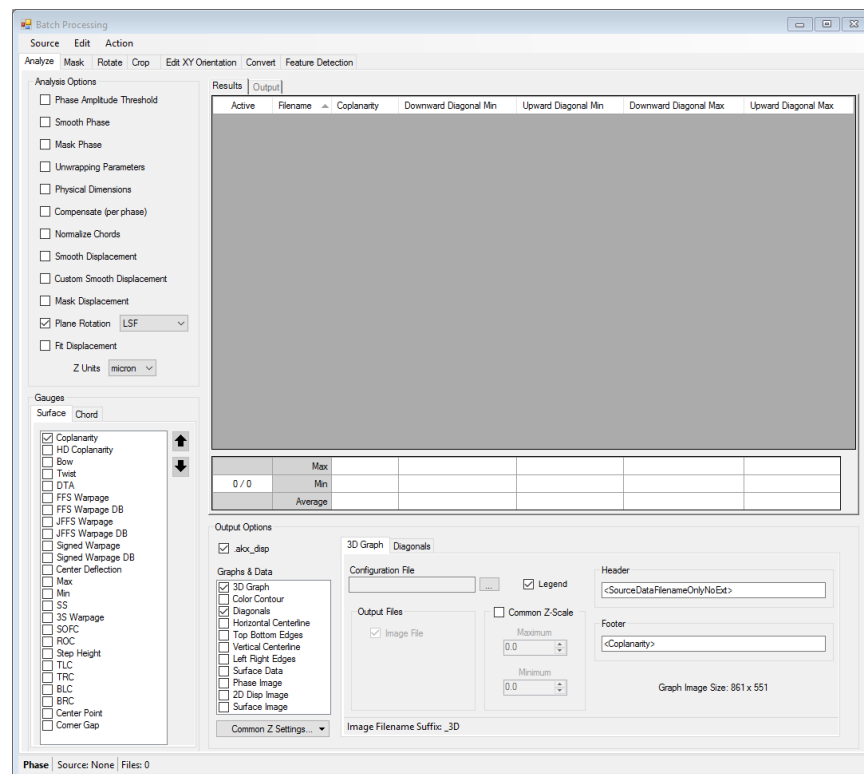 Batch Processing
Source Edit Action
Analyze Mask Rotate Crop Edit XY Orientation Convert Feature Detection
Analysis Options
Phase Amplitude Threshold
Smooth Phase
Mask Phase
Unwrapping Parameters
Physical Dimensions
Compensate (per phase)
Normalize Chords
Smooth Displacement
Custom Smooth Displacement
Mask Displacement
Plane Rotation LSF
Fit Displacement
Z Units micron
Results Output
Active Filename Coplanarity Downward Diagonal Min Upward Diagonal Min Downward Diagonal Max Upward Diagonal Max
Max
0 / 0 Min
Average
Gauges
Surface Chord
Coplanarity
HD Coplanarity
Bow
Twist
DTA
FFS Warpage
FFS Warpage DB
JFFS Warpage
JFFS Warpage DB
Signed Warpage
Signed Warpage DB
Center Deflection
Max
Min
SS
3S Warpage
SOFC
ROC
Step Height
TLC
TRC
BLC
BRC
Center Point
Corner Gap
Output Options
.akx_disp
Graphs & Data
3D Graph
Color Contour
Diagonals
Horizontal Centerline
Top Bottom Edges
Vertical Centerline
Left Right Edges
Surface Data
Phase Image
2D Disp Image
Surface Image
Common Z Settings...
3D Graph Diagonals
Configuration File
... Legend
Output Files
Image File
Common Z-Scale
Maximum
0.0
Minimum
0.0
Header
<SourceDataFilenameOnlyNoExt>
Footer
<Coplanarity>
Graph Image Size: 861 x 551
Image Filename Suffix: _3D
Phase Source: None Files: 0